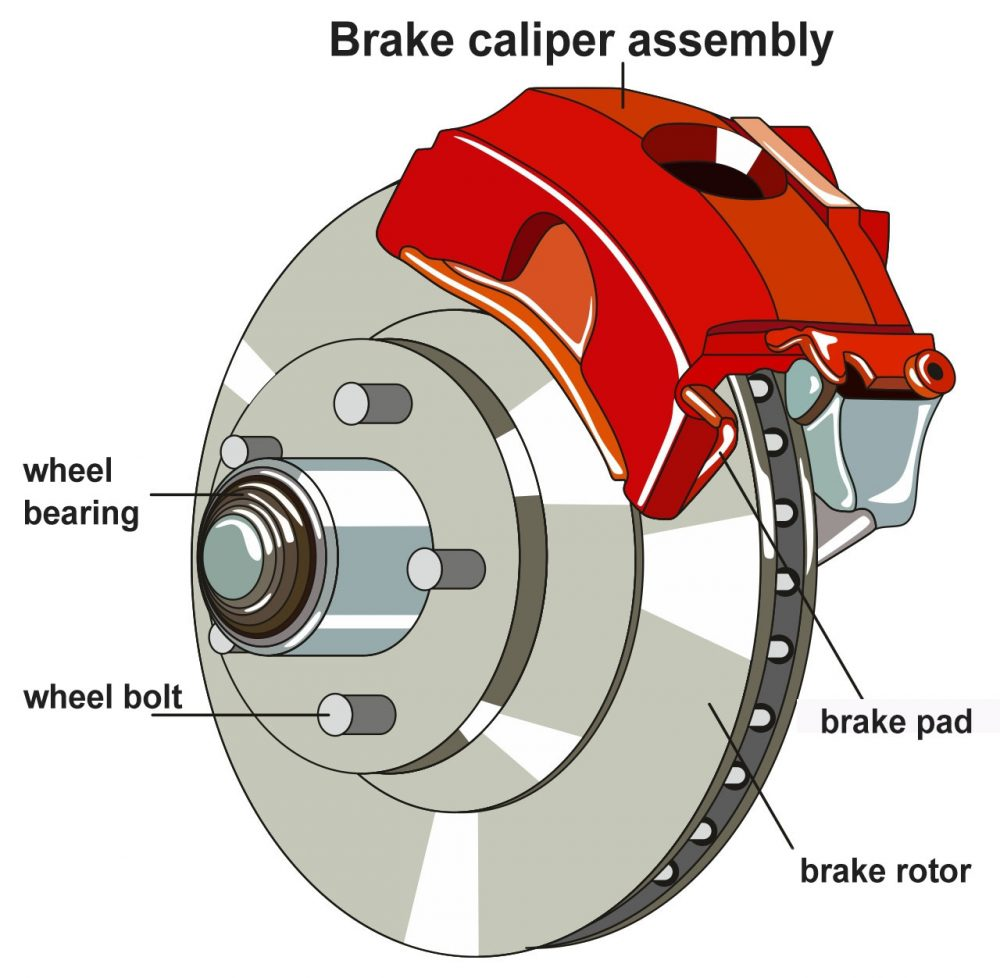 Brake caliper assembly
wheel
bearing
wheel bolt
brake pad
brake rotor